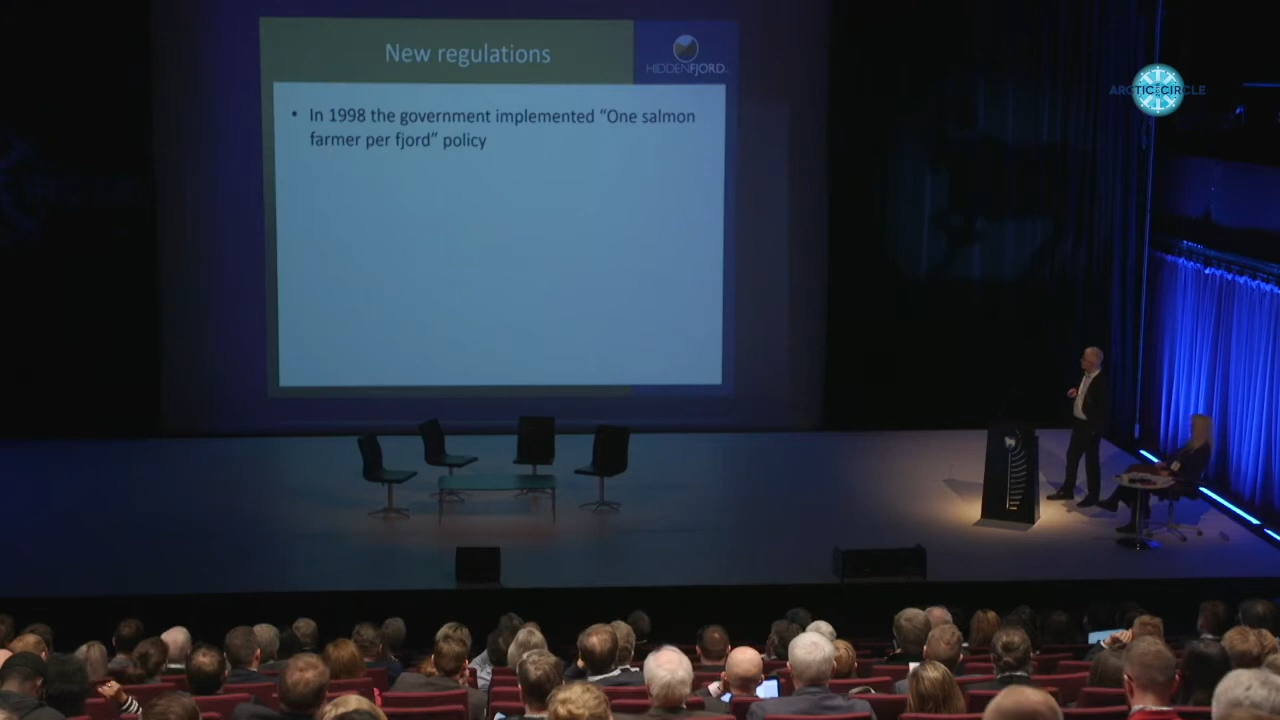 New regulations
HIDDENFJORD
ARCTIC CIRCLE
• In 1998 the government implemented “One salmon
farmer per fjord” policy